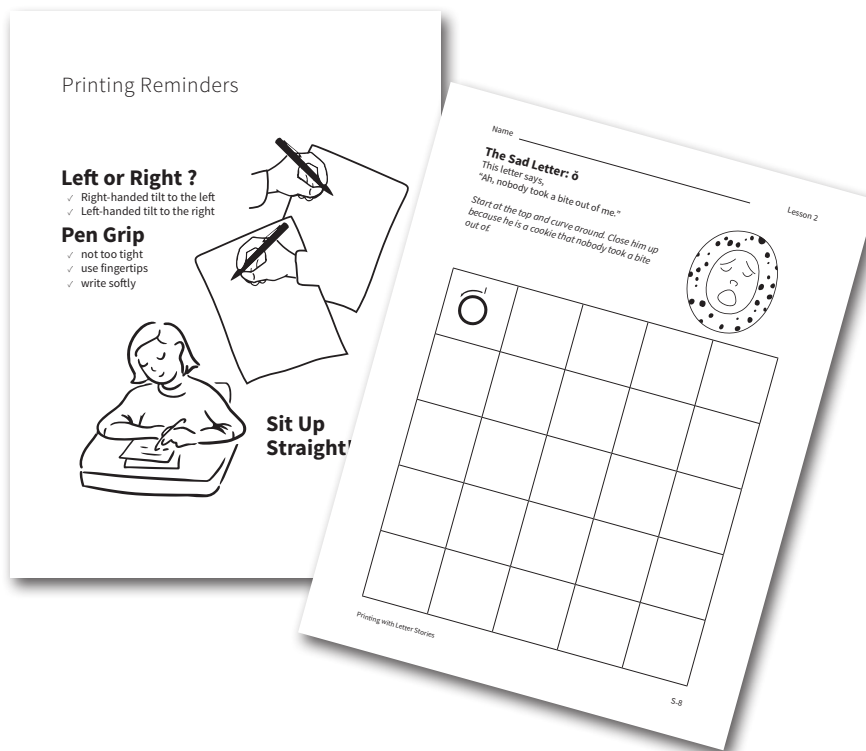 Printing Reminders
Left or Right ?
✓ Right-handed tilt to the left
✓ Left-handed tilt to the right
Pen Grip
✓ not too tight
✓ use fingertips
✓ write softly
Sit Up
Straight!
Name
Lesson 2
The Sad Letter: ŏ
This letter says,
"Ah, nobody took a bite out of me."
Start at the top and curve around. Close him up
because he is a cookie that nobody took a bite
out of.
o
Printing with Letter Stories
S-8